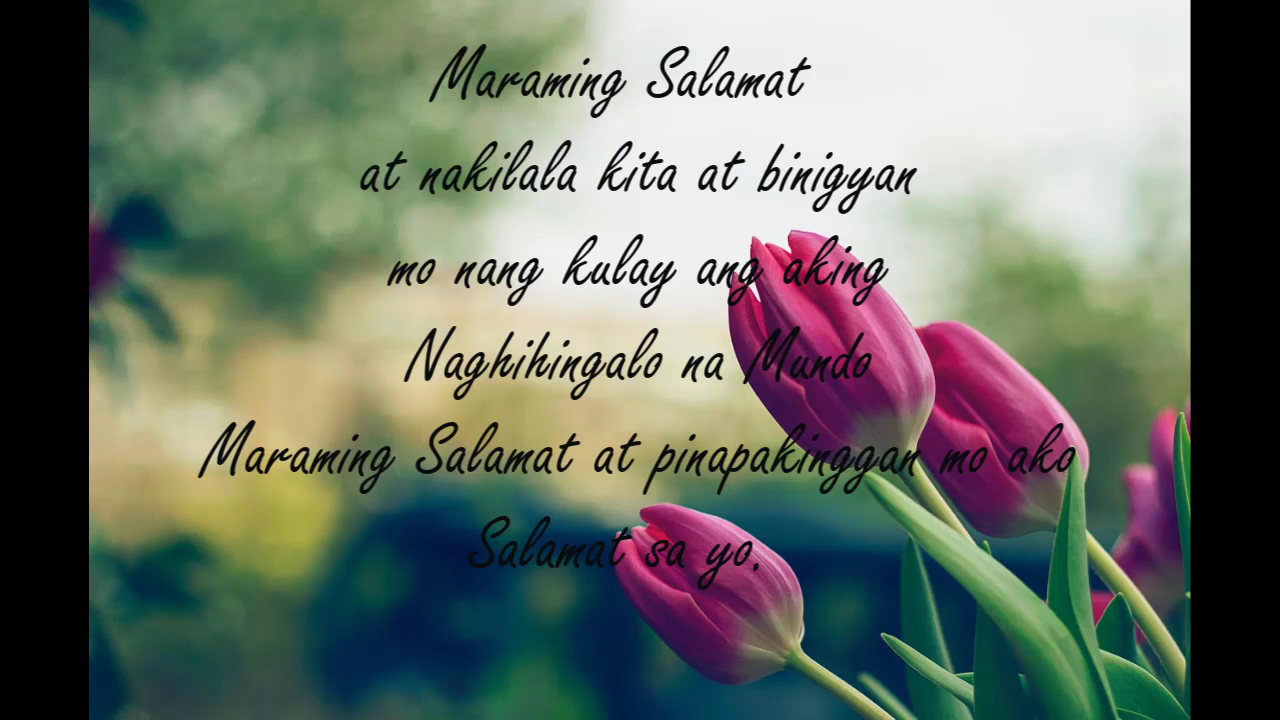 Maraming Salamat
at nakilala kita at binigyan
mo nang kulay ang aking
Naghihingalo na Mundo
Maraming Salamat at pinapakinggan mo ako
Salamat sa yo.